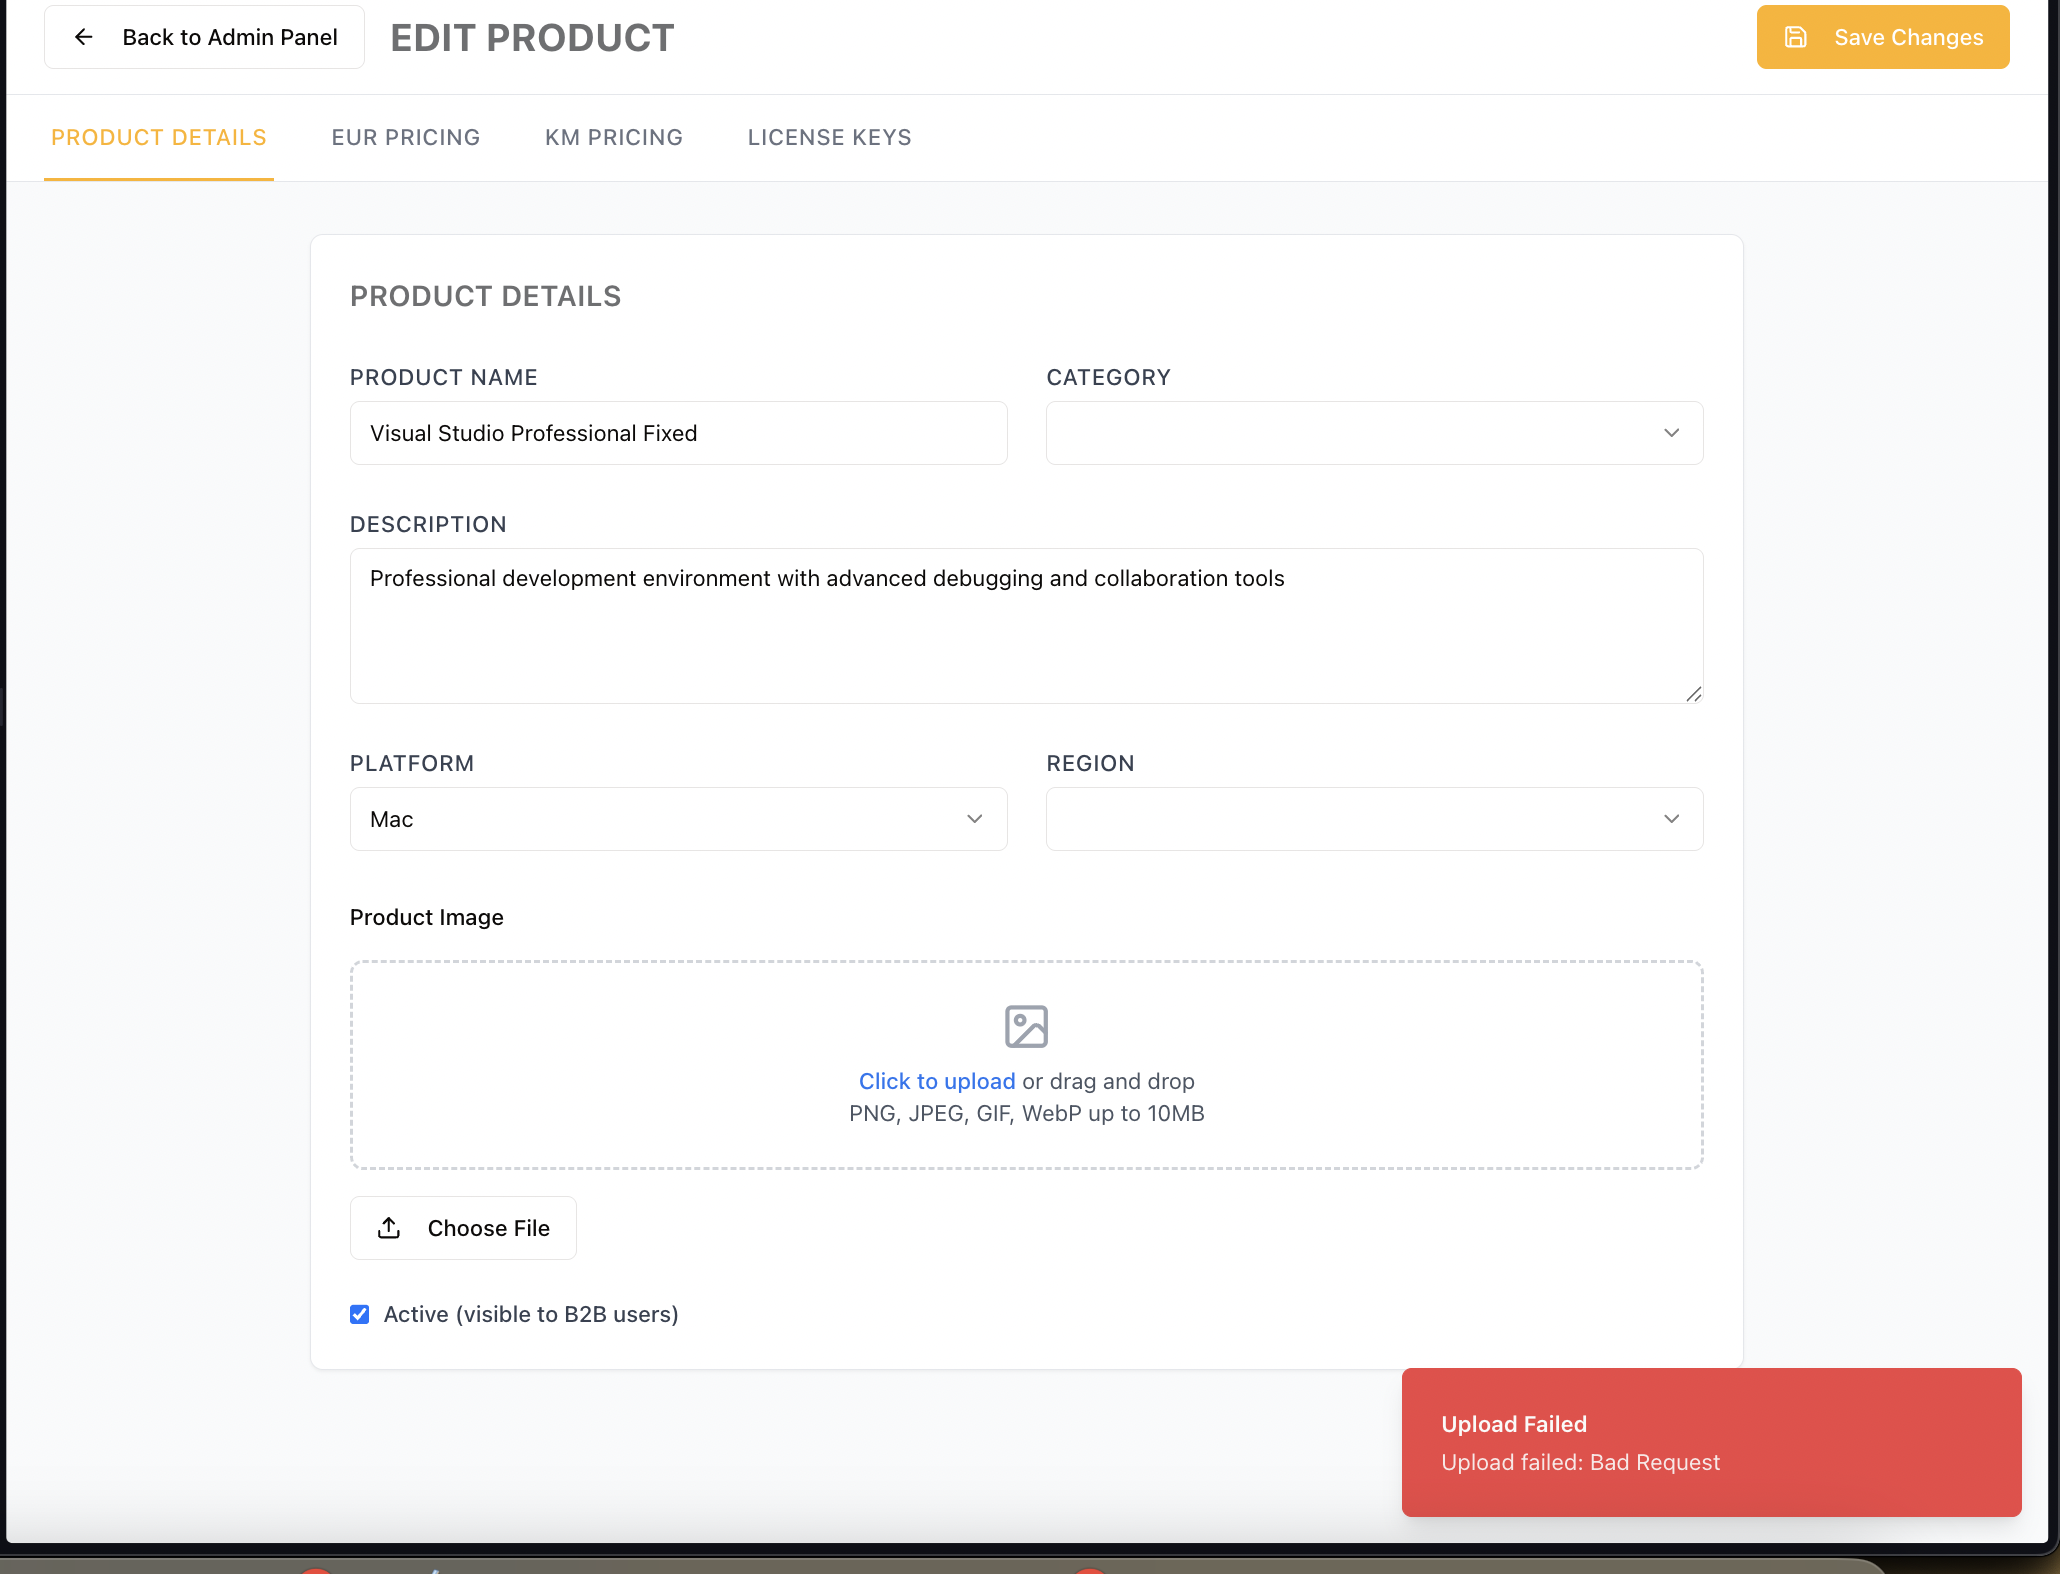 Back to Admin Panel
EDIT PRODUCT
Save Changes
PRODUCT DETAILS
EUR PRICING
KM PRICING
LICENSE KEYS
PRODUCT DETAILS
PRODUCT NAME
CATEGORY
Visual Studio Professional Fixed
DESCRIPTION
Professional development environment with advanced debugging and collaboration tools
PLATFORM
REGION
Mac
Product Image
Click to upload or drag and drop
PNG, JPEG, GIF, WebP up to 10MB
Choose File
Active (visible to B2B users)
Upload Failed
Upload failed: Bad Request